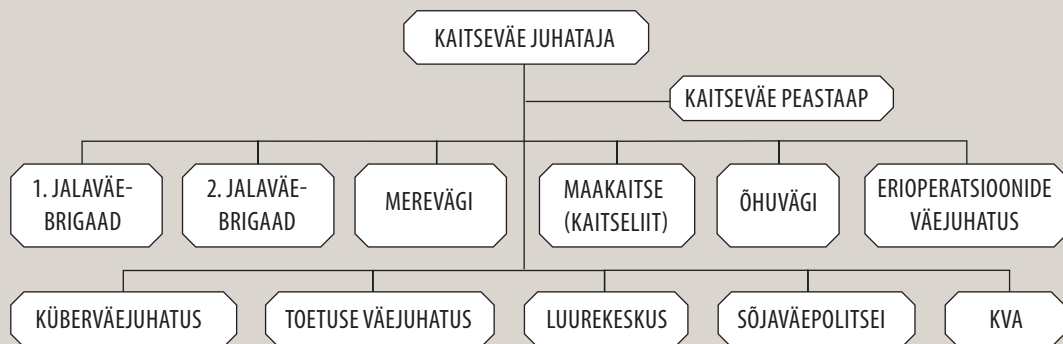 KAITSEVÄE JUHATAJA
KAITSEVÄE PEASTAAP
1. JALAVÄE-
BRIGAAD
2. JALAVÄE-
BRIGAAD
MEREVÄGI
MAAKAITSE
(KAITSELIIT)
ÕHUVÄGI
ERIOPERATSIOONIDE
VÄEJUHATUS
KÜBERVÄEJUHATUS
TOETUSE VÄEJUHATUS
LUUREKESKUS
SÕJAVÄEPOLITSEI
KVA